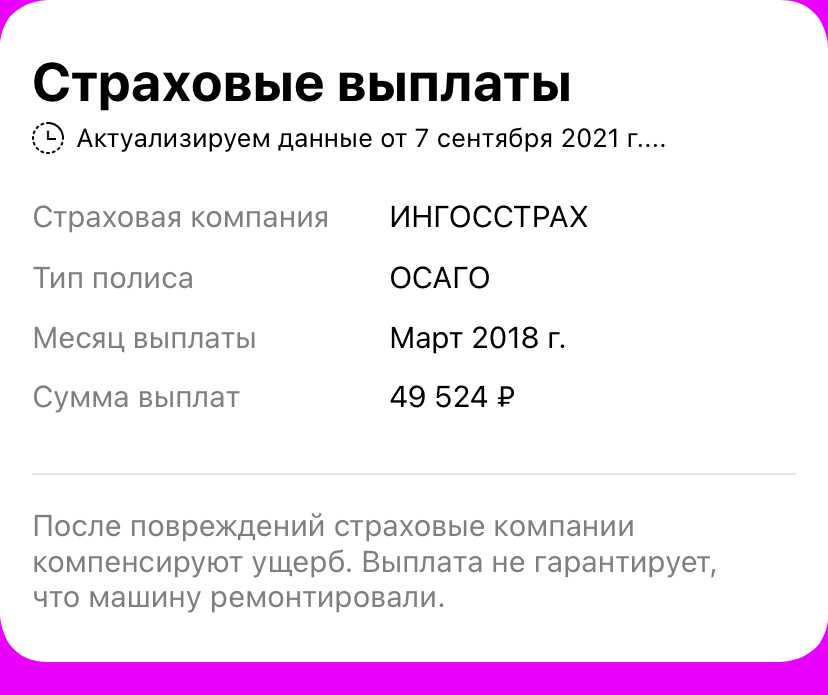 Страховые выплаты
Актуализируем данные от 7 сентября 2021 г....
Страховая компания ИНГОССТРАХ
Тип полиса ОСАГО
Месяц выплаты Март 2018 г.
Сумма выплат 49 524 ₽
После повреждений страховые компании
компенсируют ущерб. Выплата не гарантирует,
что машину ремонтировали.